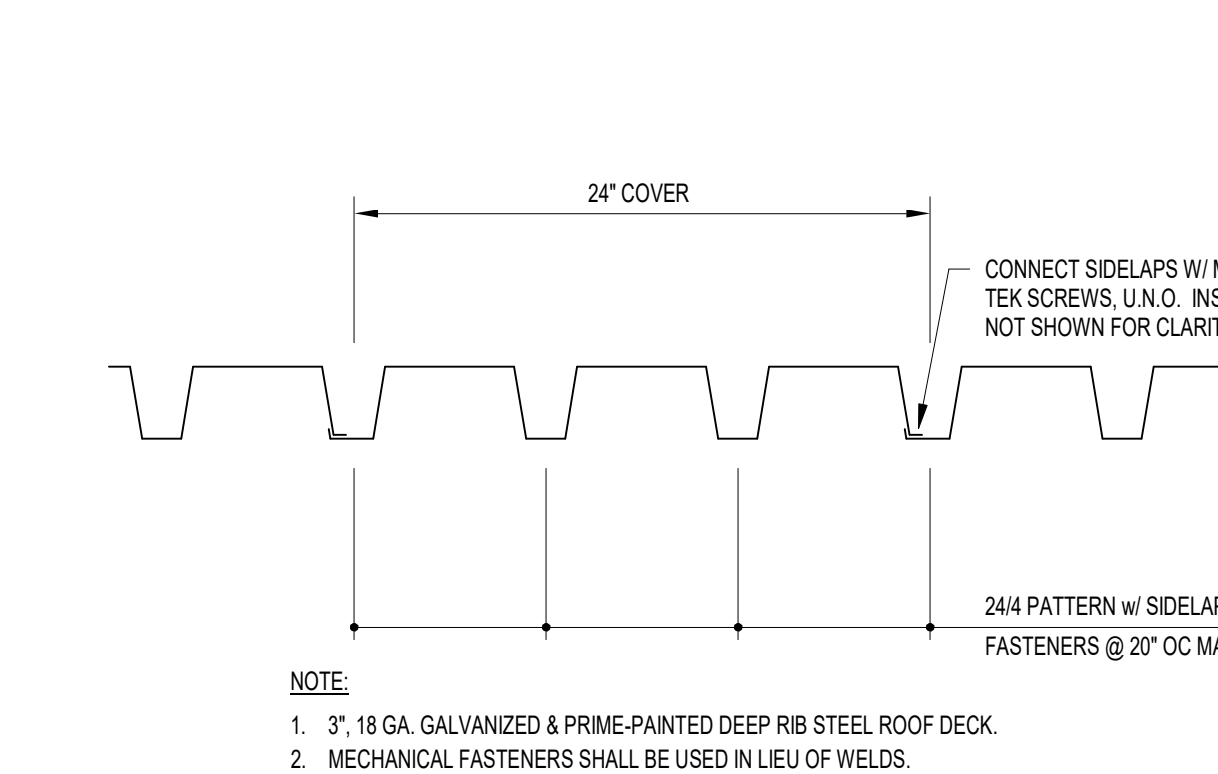 24" COVER
CONNECT SIDELAPS W/
TEK SCREWS, U.N.O.
NOT SHOWN FOR
24/4 PATTERN w/
FASTENERS @ 20" OC
NOTE:
1. 3", 18 GA. GALVANIZED & PRIME-PAINTED DEEP RIB STEEL ROOF DECK.
2. MECHANICAL FASTENERS SHALL BE USED IN LIEU OF WELDS.